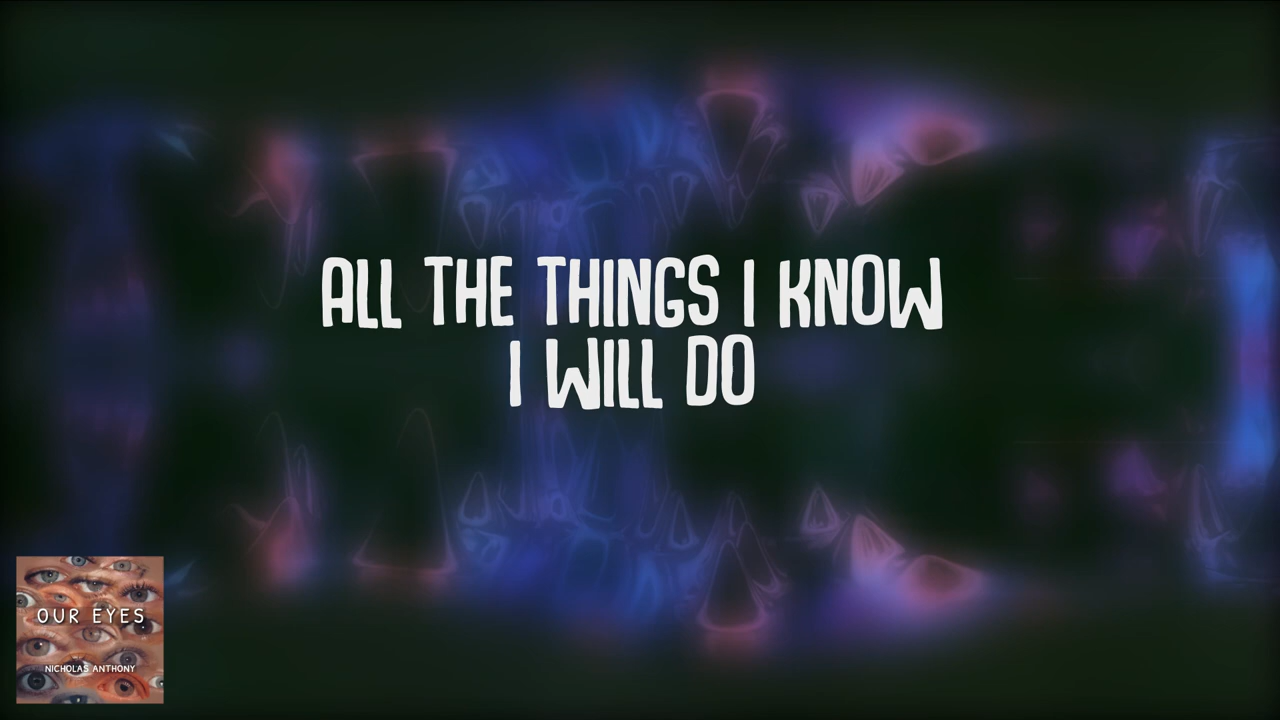 ALL THE THINGS I KNOW
I WILL DO
OUR EYES
NICHOLAS ANTHONY